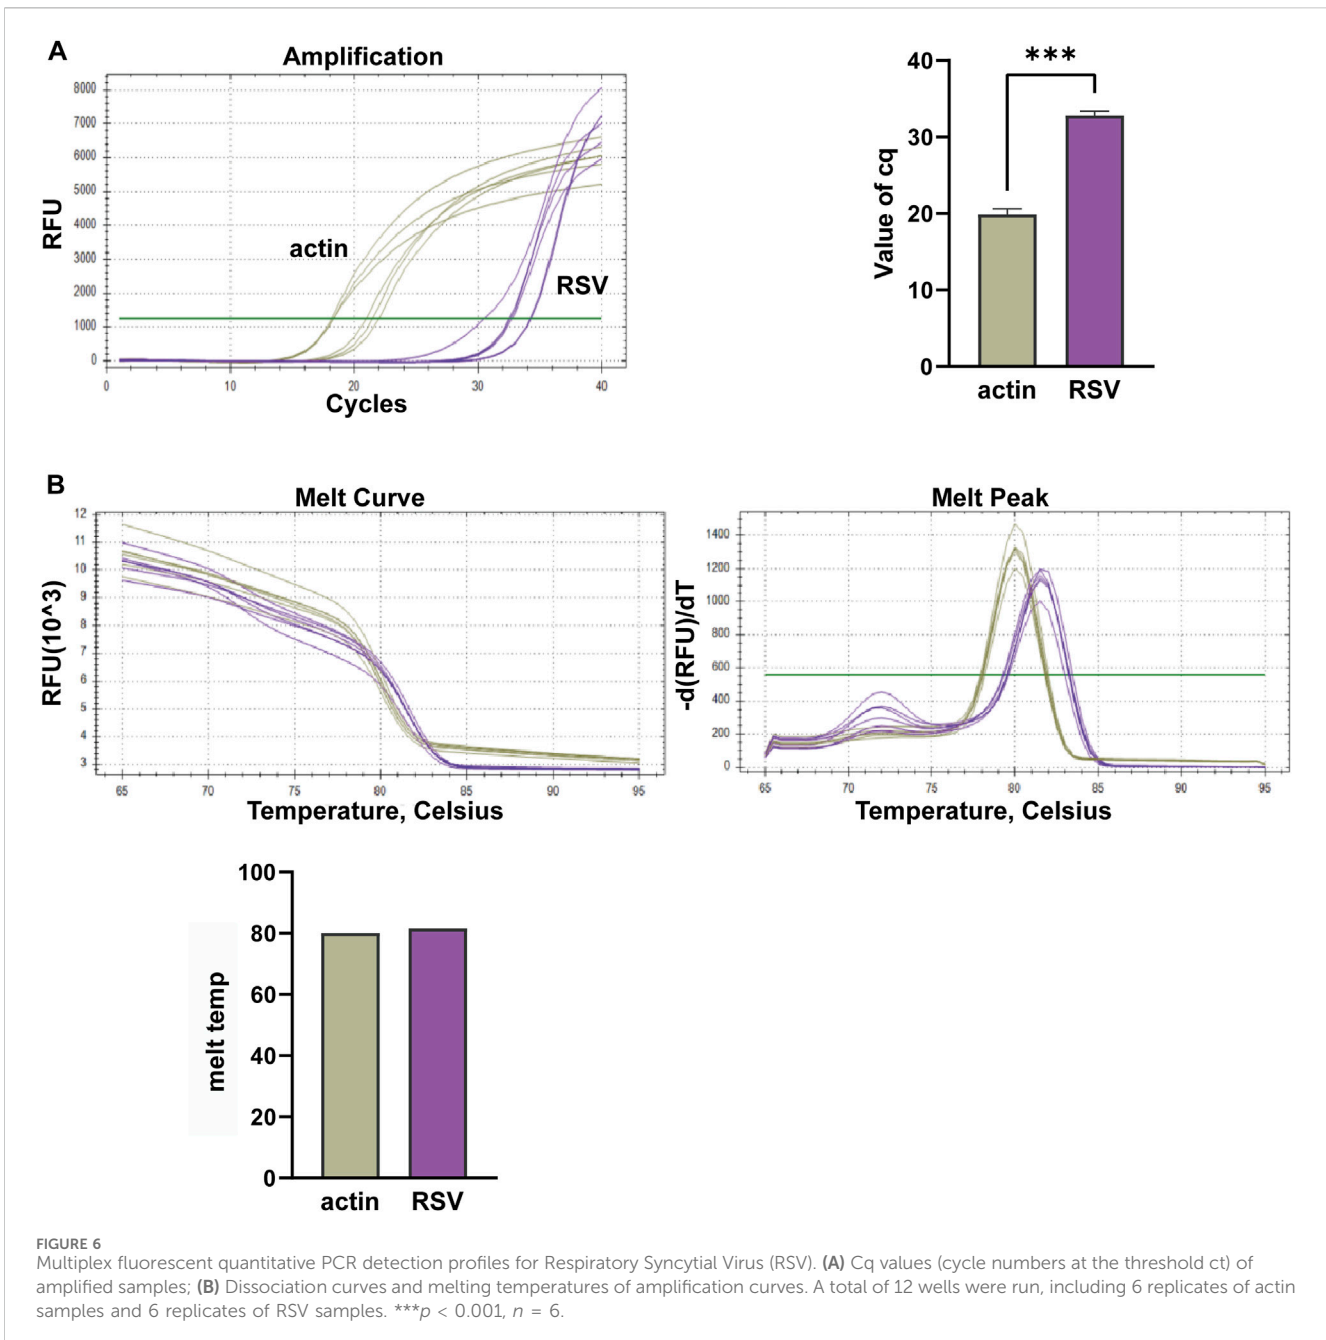 A
Amplification
8000
7000
6000
5000
4000
3000
2000
1000
0
RFU
actin
RSV
0 10 20 30 40
Cycles
***
40
30
20
10
0
Value of cq
actin RSV
B
Melt Curve
12
11
10
9
8
7
6
5
4
3
RFU(10^3)
65 70 75 80 85 90 95
Temperature, Celsius
Melt Peak
1400
1200
1000
800
600
400
200
0
-d(RFU)/dT
65 70 75 80 85 90 95
Temperature, Celsius
100
80
60
40
20
0
melt temp
actin RSV
FIGURE 6
Multiplex fluorescent quantitative PCR detection profiles for Respiratory Syncytial Virus (RSV). (A) Cq values (cycle numbers at the threshold ct) of
amplified samples; (B) Dissociation curves and melting temperatures of amplification curves. A total of 12 wells were run, including 6 replicates of actin
samples and 6 replicates of RSV samples. ***p < 0.001, n = 6.